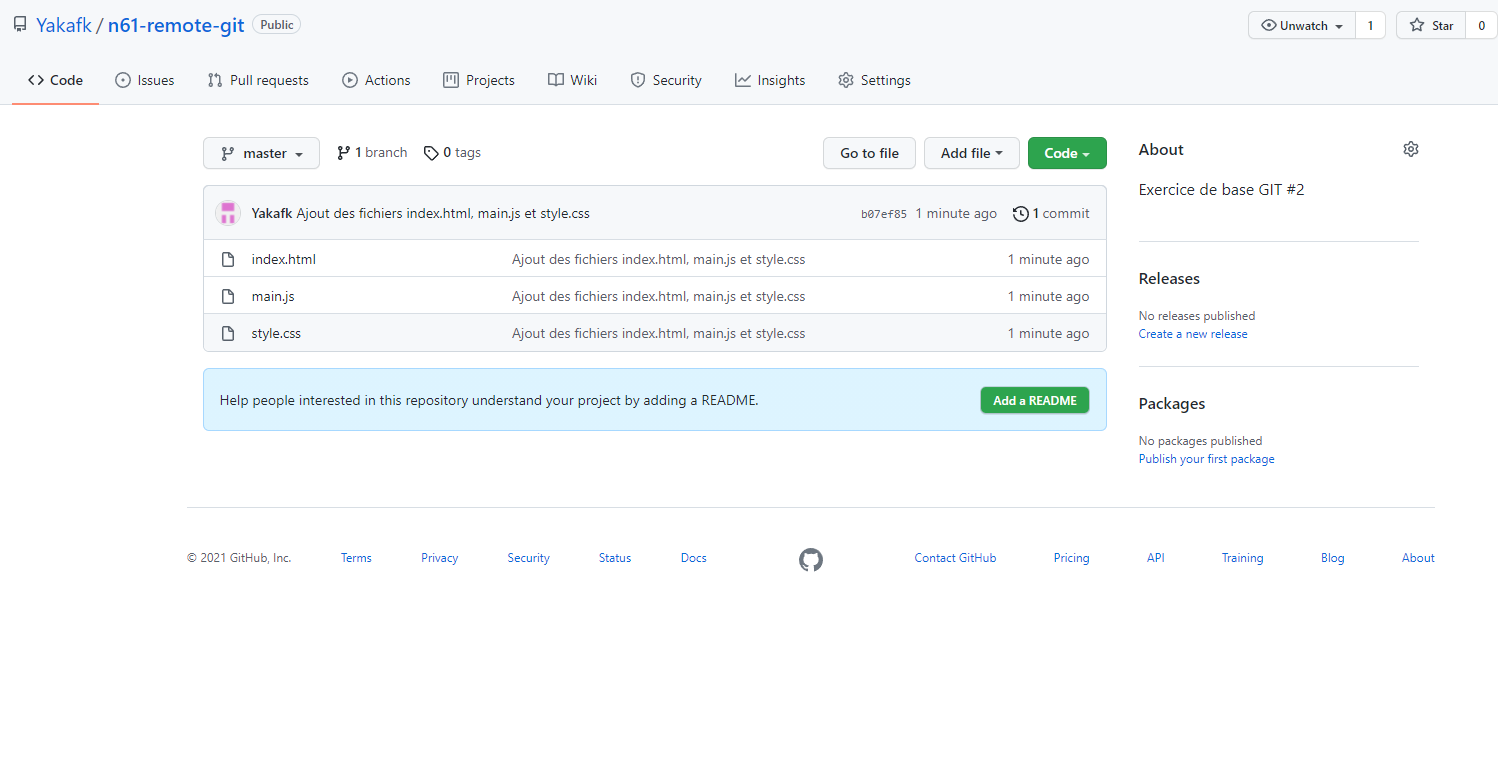 Yakafk / n61-remote-git Public Unwatch 1 Star 0
Code Issues Pull requests Actions Projects Wiki Security Insights Settings
master 1 branch 0 tags Go to file Add file Code
Yakafk Ajout des fichiers index.html, main.js et style.css b07ef85 1 minute ago 1 commit
index.html Ajout des fichiers index.html, main.js et style.css 1 minute ago
main.js Ajout des fichiers index.html, main.js et style.css 1 minute ago
style.css Ajout des fichiers index.html, main.js et style.css 1 minute ago
Help people interested in this repository understand your project by adding a README. Add a README
About
Exercice de base GIT #2
Releases
No releases published
Create a new release
Packages
No packages published
Publish your first package
© 2021 GitHub, Inc. Terms Privacy Security Status Docs Contact GitHub Pricing API Training Blog About